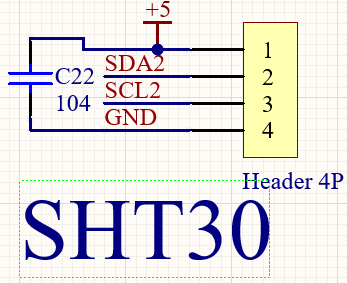 +5
1
SDA2
2
C22
SCL2
3
104
GND
4
Header 4P
SHT30